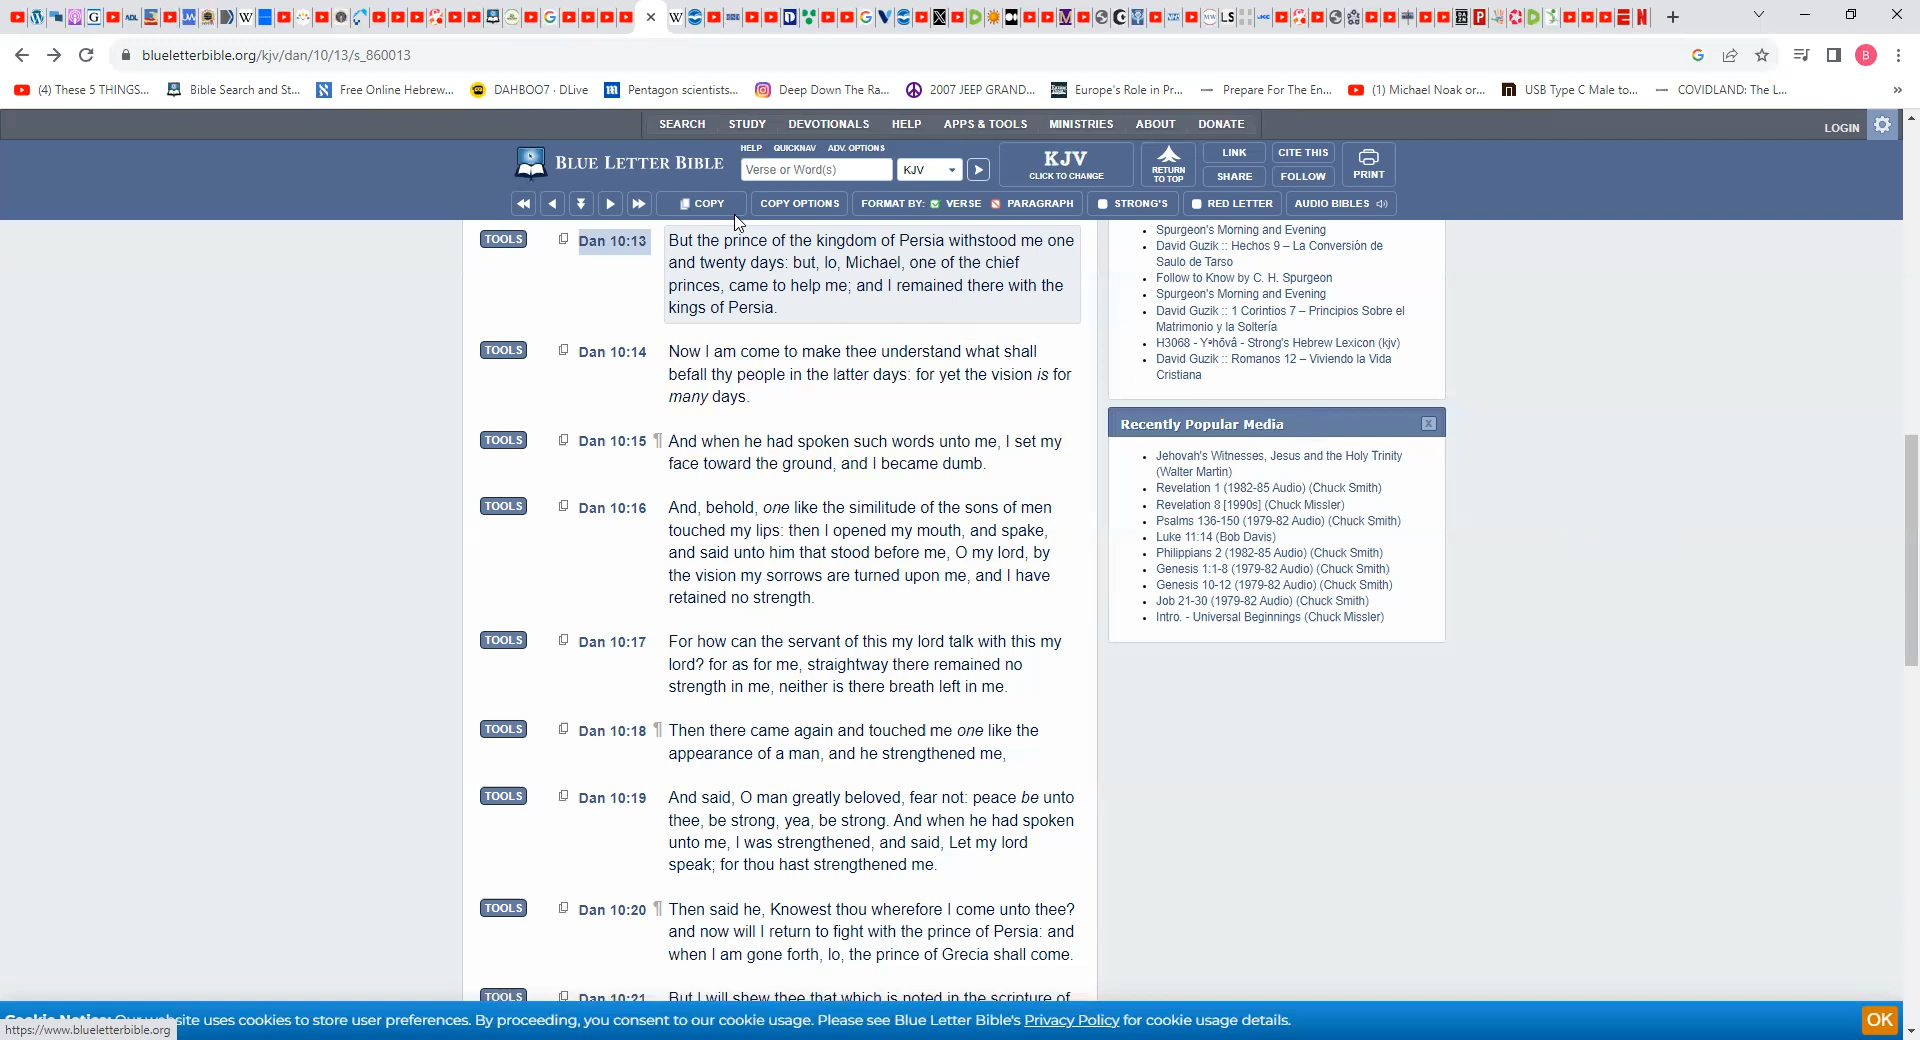 blueletterbible.org/kjv/dan/10/13/s_860013
(4) These 5 THINGS...
Bible Search and St...
Free Online Hebrew...
DAHBOO7 · DLive
Pentagon scientists...
Deep Down The Ra...
2007 JEEP GRAND...
Europe's Role in Pr...
Prepare For The En...
(1) Michael Noak or...
USB Type C Male to...
COVIDLAND: The L...
SEARCH STUDY DEVOTIONALS HELP APPS & TOOLS MINISTRIES ABOUT DONATE
LOGIN
BLUE LETTER BIBLE
HELP QUICKNAV ADV. OPTIONS
Verse or Word(s)
KJV
KJV
CLICK TO CHANGE
RETURN
TO TOP
LINK
CITE THIS
SHARE
FOLLOW
PRINT
COPY
COPY OPTIONS
FORMAT BY: VERSE PARAGRAPH
STRONG'S
RED LETTER
AUDIO BIBLES
TOOLS Dan 10:13 But the prince of the kingdom of Persia withstood me one
and twenty days: but, lo, Michael, one of the chief
princes, came to help me; and I remained there with the
kings of Persia.
TOOLS Dan 10:14 Now I am come to make thee understand what shall
befall thy people in the latter days: for yet the vision is for
many days.
TOOLS Dan 10:15 ¶ And when he had spoken such words unto me, I set my
face toward the ground, and I became dumb.
TOOLS Dan 10:16 And, behold, one like the similitude of the sons of men
touched my lips: then I opened my mouth, and spake,
and said unto him that stood before me, O my lord, by
the vision my sorrows are turned upon me, and I have
retained no strength.
TOOLS Dan 10:17 For how can the servant of this my lord talk with this my
lord? for as for me, straightway there remained no
strength in me, neither is there breath left in me.
TOOLS Dan 10:18 ¶ Then there came again and touched me one like the
appearance of a man, and he strengthened me,
TOOLS Dan 10:19 And said, O man greatly beloved, fear not: peace be unto
thee, be strong, yea, be strong. And when he had spoken
unto me, I was strengthened, and said, Let my lord
speak; for thou hast strengthened me.
TOOLS Dan 10:20 ¶ Then said he, Knowest thou wherefore I come unto thee?
and now will I return to fight with the prince of Persia: and
when I am gone forth, lo, the prince of Grecia shall come.
TOOLS Dan 10:21 But I will shew thee that which is noted in the scripture of
Spurgeon's Morning and Evening
David Guzik :: Hechos 9 – La Conversión de
Saulo de Tarso
Follow to Know by C. H. Spurgeon
Spurgeon's Morning and Evening
David Guzik :: 1 Corintios 7 – Principios Sobre el
Matrimonio y la Soltería
H3068 - Yᵊhōvâ - Strong's Hebrew Lexicon (kjv)
David Guzik :: Romanos 12 – Viviendo la Vida
Cristiana
Recently Popular Media
Jehovah's Witnesses, Jesus and the Holy Trinity
(Walter Martin)
Revelation 1 (1982-85 Audio) (Chuck Smith)
Revelation 8 [1990s] (Chuck Missler)
Psalms 136-150 (1979-82 Audio) (Chuck Smith)
Luke 11:14 (Bob Davis)
Philippians 2 (1982-85 Audio) (Chuck Smith)
Genesis 1:1-8 (1979-82 Audio) (Chuck Smith)
Genesis 10-12 (1979-82 Audio) (Chuck Smith)
Job 21-30 (1979-82 Audio) (Chuck Smith)
Intro. - Universal Beginnings (Chuck Missler)
Cookie Notice: Our website uses cookies to store user preferences. By proceeding, you consent to our cookie usage. Please see Blue Letter Bible's Privacy Policy for cookie usage details.
OK
https://www.blueletterbible.org